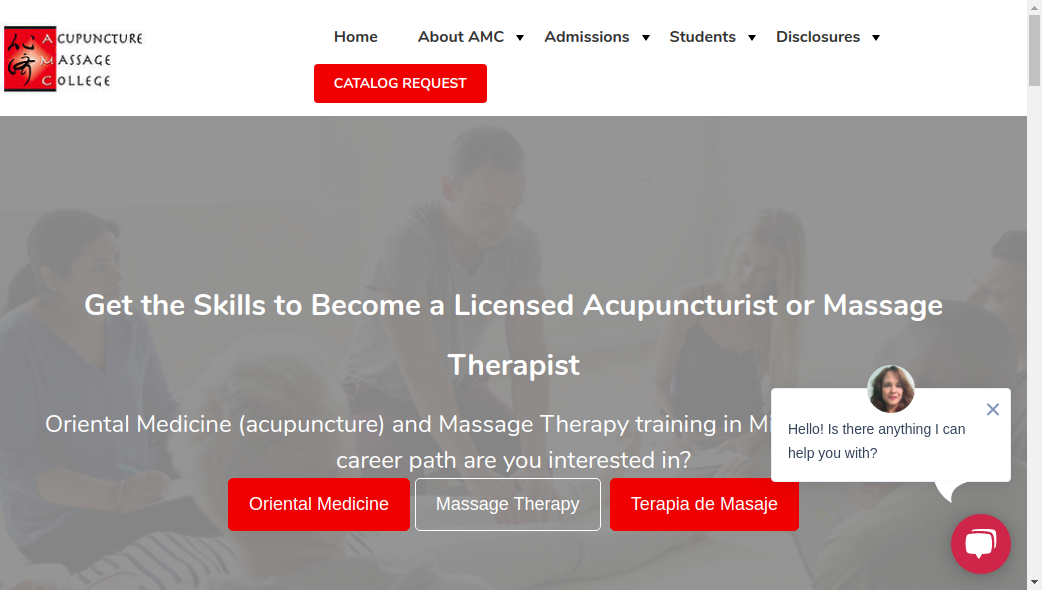 ACUPUNCTURE
MASSAGE
COLLEGE
Home
About AMC
Admissions
Students
Disclosures
CATALOG REQUEST
Get the Skills to Become a Licensed Acupuncturist or Massage
Therapist
Oriental Medicine (acupuncture) and Massage Therapy training in
career path are you interested in?
Hello! Is there anything I can
help you with?
Oriental Medicine
Massage Therapy
Terapia de Masaje